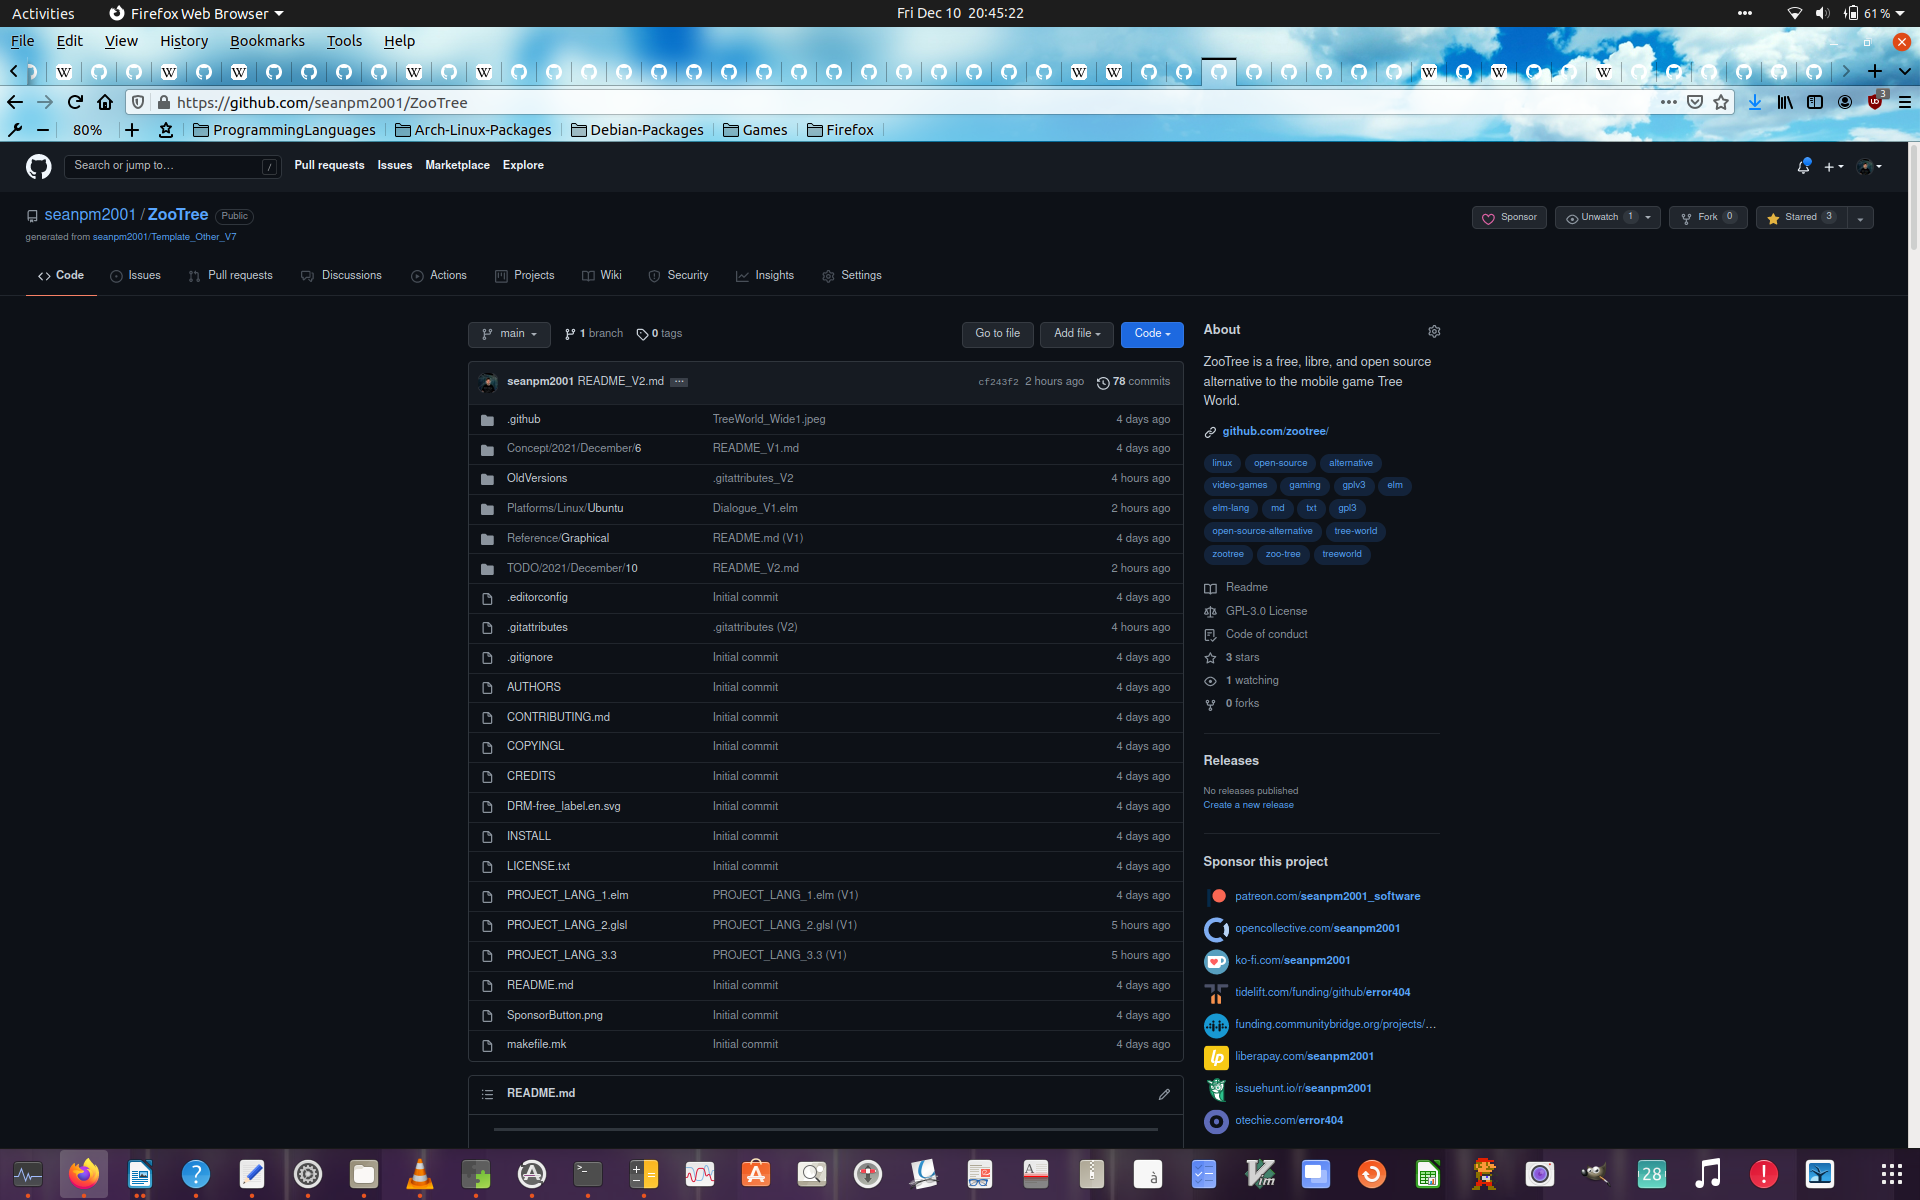 Activities Firefox Web Browser Fri Dec 10 20:45:22 61 %
File Edit View History Bookmarks Tools Help
https://github.com/seanpm2001/ZooTree 3
80% ProgrammingLanguages Arch-Linux-Packages Debian-Packages Games Firefox
Search or jump to… / Pull requests Issues Marketplace Explore
seanpm2001 / ZooTree Public Sponsor Unwatch 1 Fork 0 Starred 3
generated from seanpm2001/Template_Other_V7
Code Issues Pull requests Discussions Actions Projects Wiki Security Insights Settings
main 1 branch 0 tags Go to file Add file Code
seanpm2001 README_V2.md ... cf243f2 2 hours ago 78 commits
.github TreeWorld_Wide1.jpeg 4 days ago
Concept/2021/December/6 README_V1.md 4 days ago
OldVersions .gitattributes_V2 4 hours ago
Platforms/Linux/Ubuntu Dialogue_V1.elm 2 hours ago
Reference/Graphical README.md (V1) 4 days ago
TODO/2021/December/10 README_V2.md 2 hours ago
.editorconfig Initial commit 4 days ago
.gitattributes .gitattributes (V2) 4 hours ago
.gitignore Initial commit 4 days ago
AUTHORS Initial commit 4 days ago
CONTRIBUTING.md Initial commit 4 days ago
COPYINGL Initial commit 4 days ago
CREDITS Initial commit 4 days ago
DRM-free_label.en.svg Initial commit 4 days ago
INSTALL Initial commit 4 days ago
LICENSE.txt Initial commit 4 days ago
PROJECT_LANG_1.elm PROJECT_LANG_1.elm (V1) 4 days ago
PROJECT_LANG_2.glsl PROJECT_LANG_2.glsl (V1) 5 hours ago
PROJECT_LANG_3.3 PROJECT_LANG_3.3 (V1) 5 hours ago
README.md Initial commit 4 days ago
SponsorButton.png Initial commit 4 days ago
makefile.mk Initial commit 4 days ago
README.md
About
ZooTree is a free, libre, and open source
alternative to the mobile game Tree
World.
github.com/zootree/
linux open-source alternative
video-games gaming gplv3 elm
elm-lang md txt gpl3
open-source-alternative tree-world
zootree zoo-tree treeworld
Readme
GPL-3.0 License
Code of conduct
3 stars
1 watching
0 forks
Releases
No releases published
Create a new release
Sponsor this project
patreon.com/seanpm2001_software
opencollective.com/seanpm2001
ko-fi.com/seanpm2001
tidelift.com/funding/github/error404
funding.communitybridge.org/projects/…
liberapay.com/seanpm2001
issuehunt.io/r/seanpm2001
otechie.com/error404
28